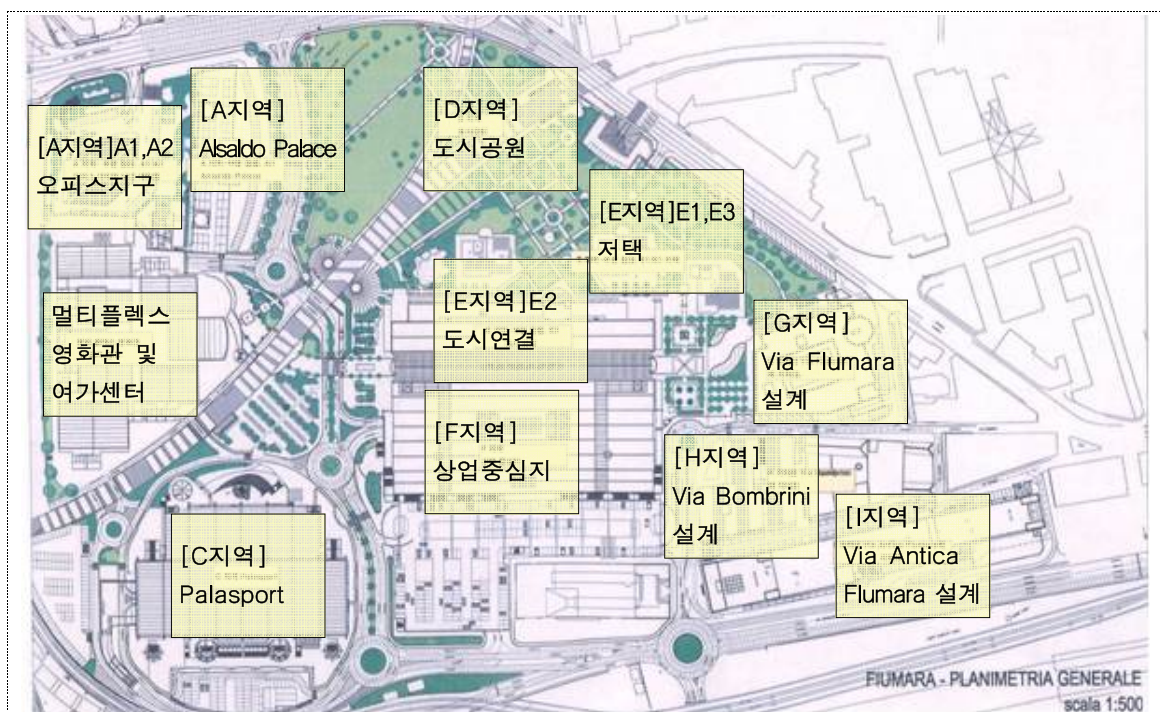 [A지역]A1,A2
오피스지구
[A지역]
Alsaldo Palace
[D지역]
도시공원
[E지역]E1,E3
저택
멀티플렉스
영화관 및
여가센터
[E지역]E2
도시연결
[G지역]
Via Flumara
설계
[F지역]
상업중심지
[H지역]
Via Bombrini
설계
[I지역]
Via Antica
Flumara 설계
[C지역]
Palasport
FIUMARA - PLANIMETRIA GENERALE
scala 1:500